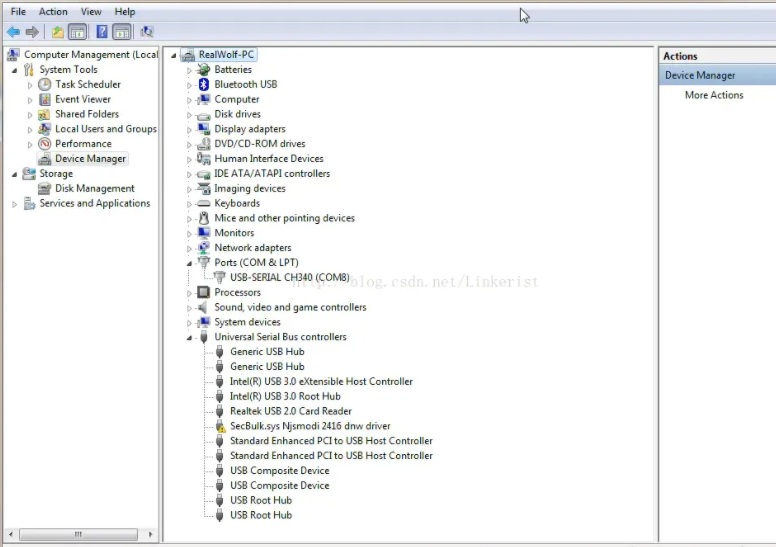 File Action View Help
Computer Management (Local
System Tools
Task Scheduler
Event Viewer
Shared Folders
Local Users and Groups
Performance
Device Manager
Storage
Disk Management
Services and Applications
RealWolf-PC
Batteries
Bluetooth USB
Computer
Disk drives
Display adapters
DVD/CD-ROM drives
Human Interface Devices
IDE ATA/ATAPI controllers
Imaging devices
Keyboards
Mice and other pointing devices
Monitors
Network adapters
Ports (COM & LPT)
USB-SERIAL CH340 (COM8)
http://blog.csdn.net/Linkerist
Processors
Sound, video and game controllers
System devices
Universal Serial Bus controllers
Generic USB Hub
Generic USB Hub
Intel(R) USB 3.0 eXtensible Host Controller
Intel(R) USB 3.0 Root Hub
Realtek USB 2.0 Card Reader
SecBulk.sys Njsmodi 2416 dnw driver
Standard Enhanced PCI to USB Host Controller
Standard Enhanced PCI to USB Host Controller
USB Composite Device
USB Composite Device
USB Root Hub
USB Root Hub
Actions
Device Manager
More Actions